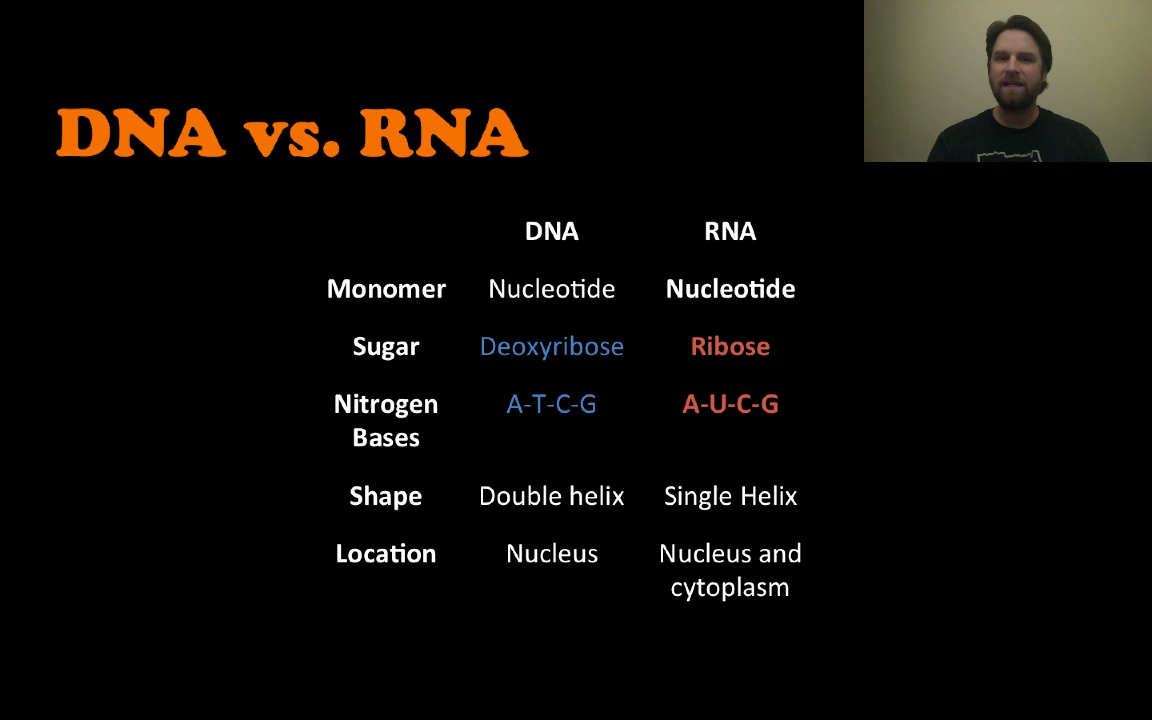 DNA vs. RNA
DNA RNA
Monomer Nucleotide Nucleotide
Sugar Deoxyribose Ribose
Nitrogen A-T-C-G A-U-C-G
Bases
Shape Double helix Single Helix
Location Nucleus Nucleus and
cytoplasm